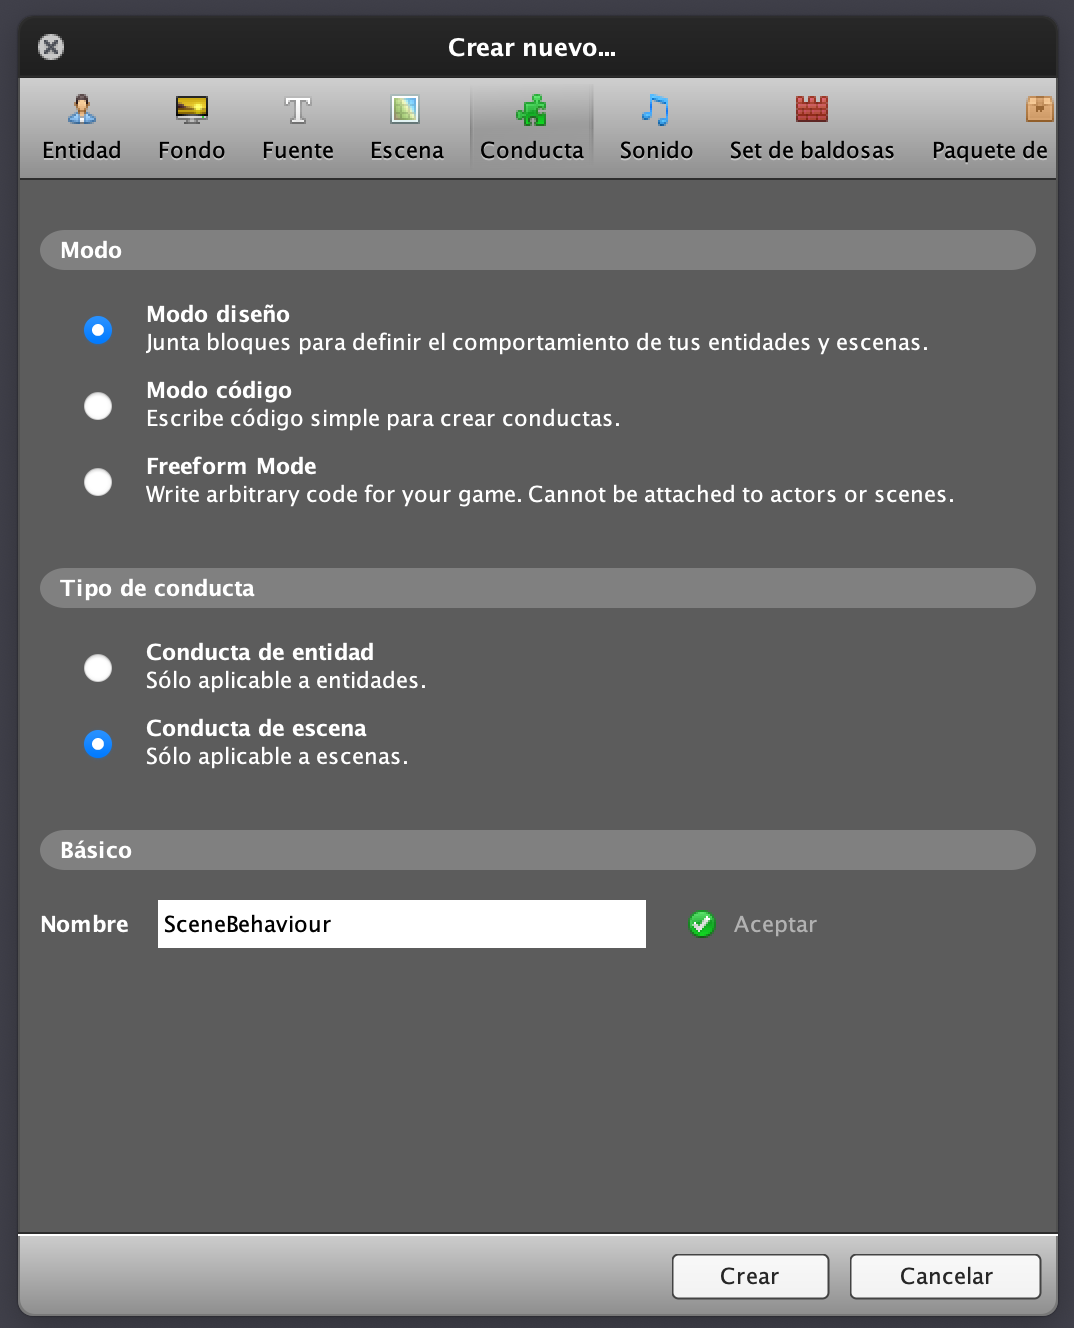 Crear nuevo...
Entidad Fondo Fuente Escena Conducta Sonido Set de baldosas Paquete de
Modo
Modo diseño
Junta bloques para definir el comportamiento de tus entidades y escenas.
Modo código
Escribe código simple para crear conductas.
Freeform Mode
Write arbitrary code for your game. Cannot be attached to actors or scenes.
Tipo de conducta
Conducta de entidad
Sólo aplicable a entidades.
Conducta de escena
Sólo aplicable a escenas.
Básico
Nombre SceneBehaviour Aceptar
Crear Cancelar